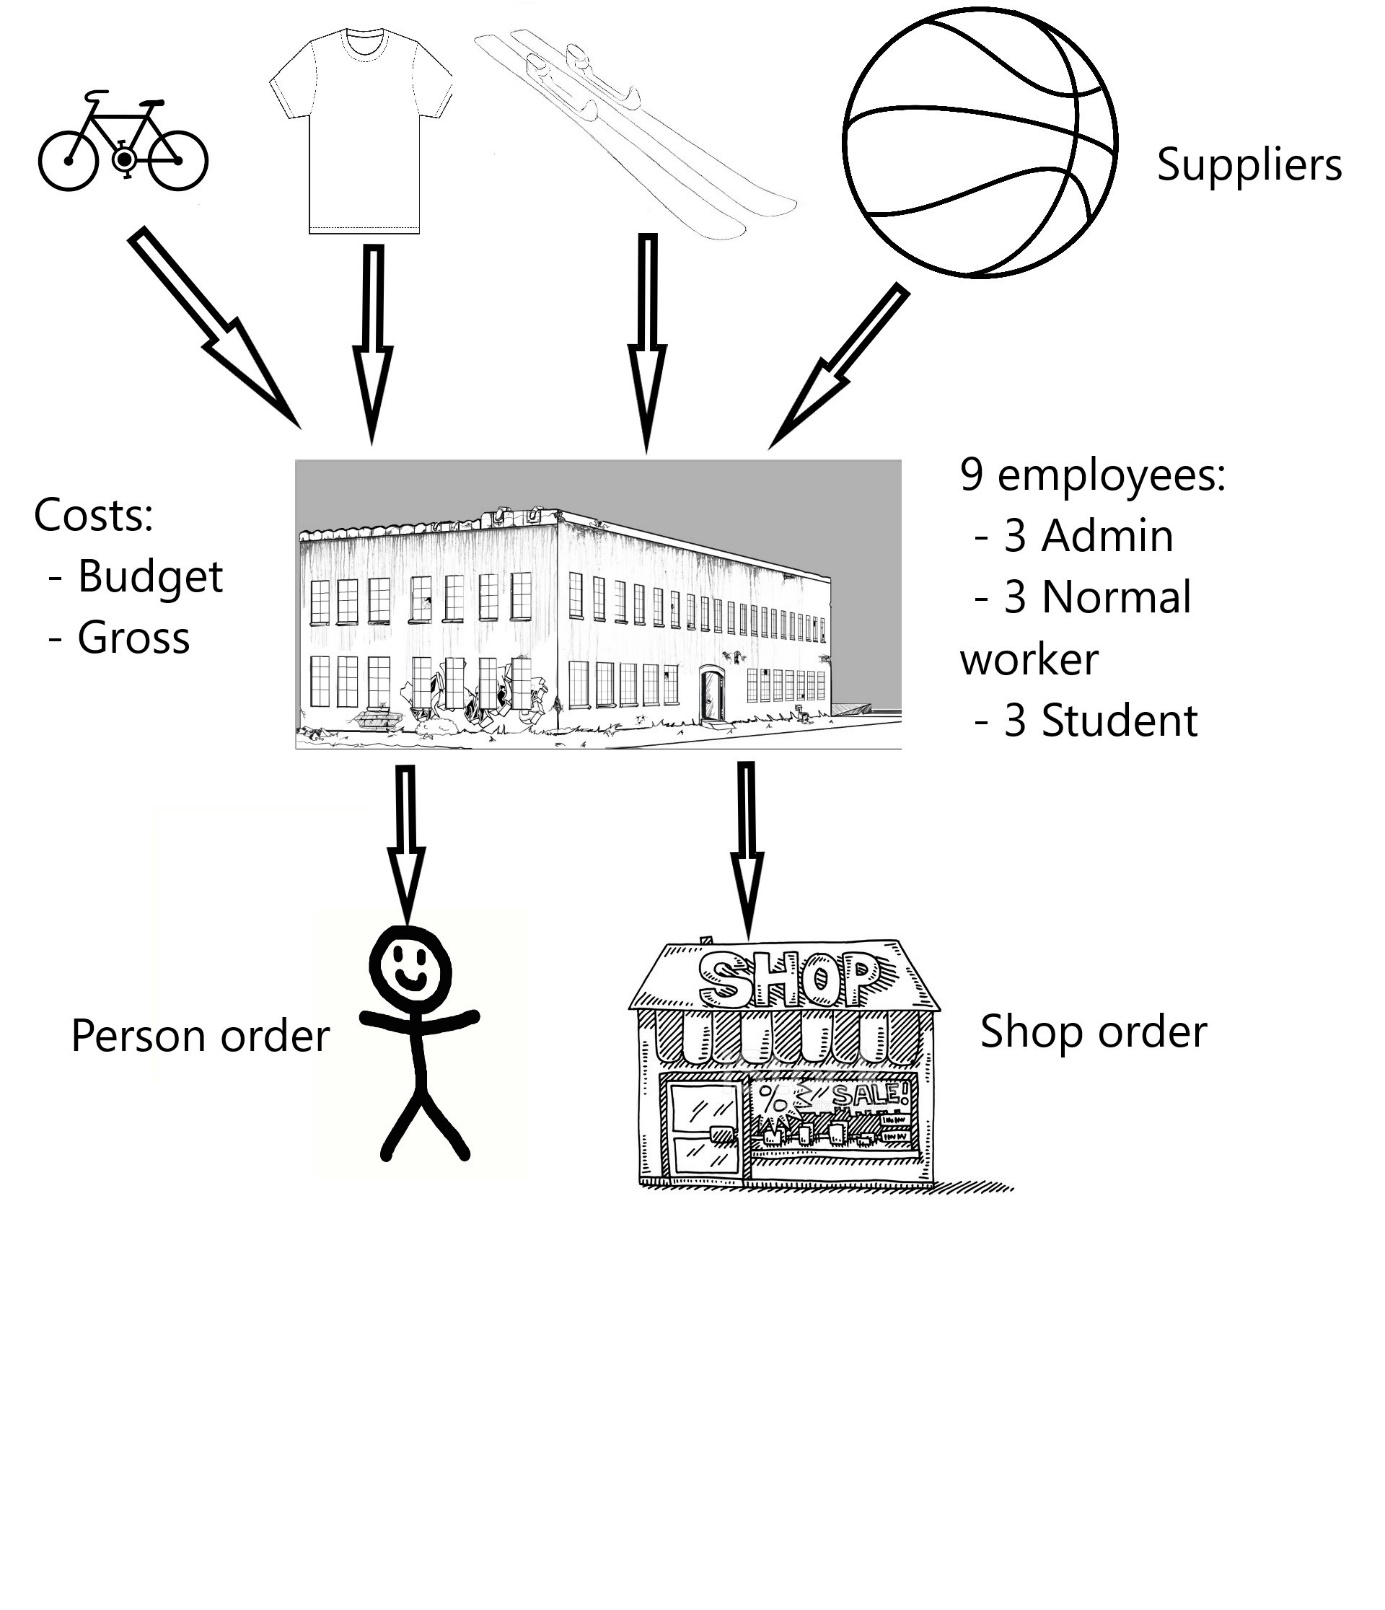 Suppliers
Costs:
- Budget
- Gross
9 employees:
- 3 Admin
- 3 Normal
worker
- 3 Student
Person order
SHOP
% SALE!
Shop order